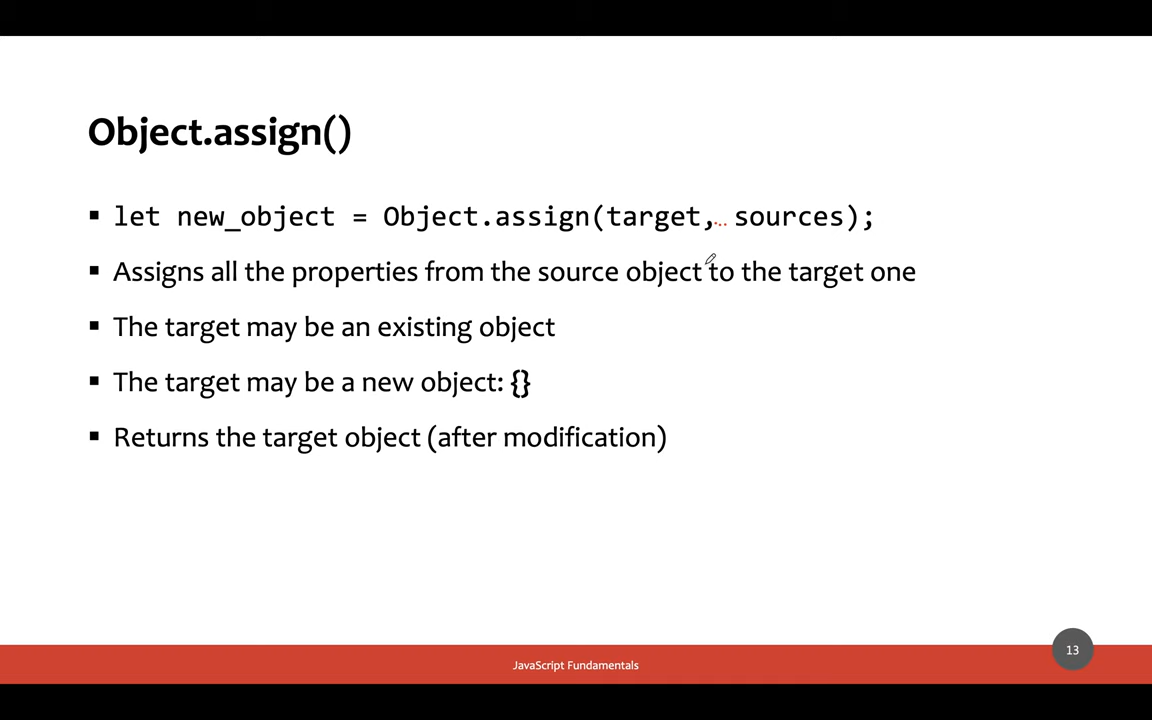 Object.assign()
▪ let new_object = Object.assign(target,... sources);
▪ Assigns all the properties from the source object to the target one
▪ The target may be an existing object
▪ The target may be a new object: {}
▪ Returns the target object (after modification)
13
JavaScript Fundamentals